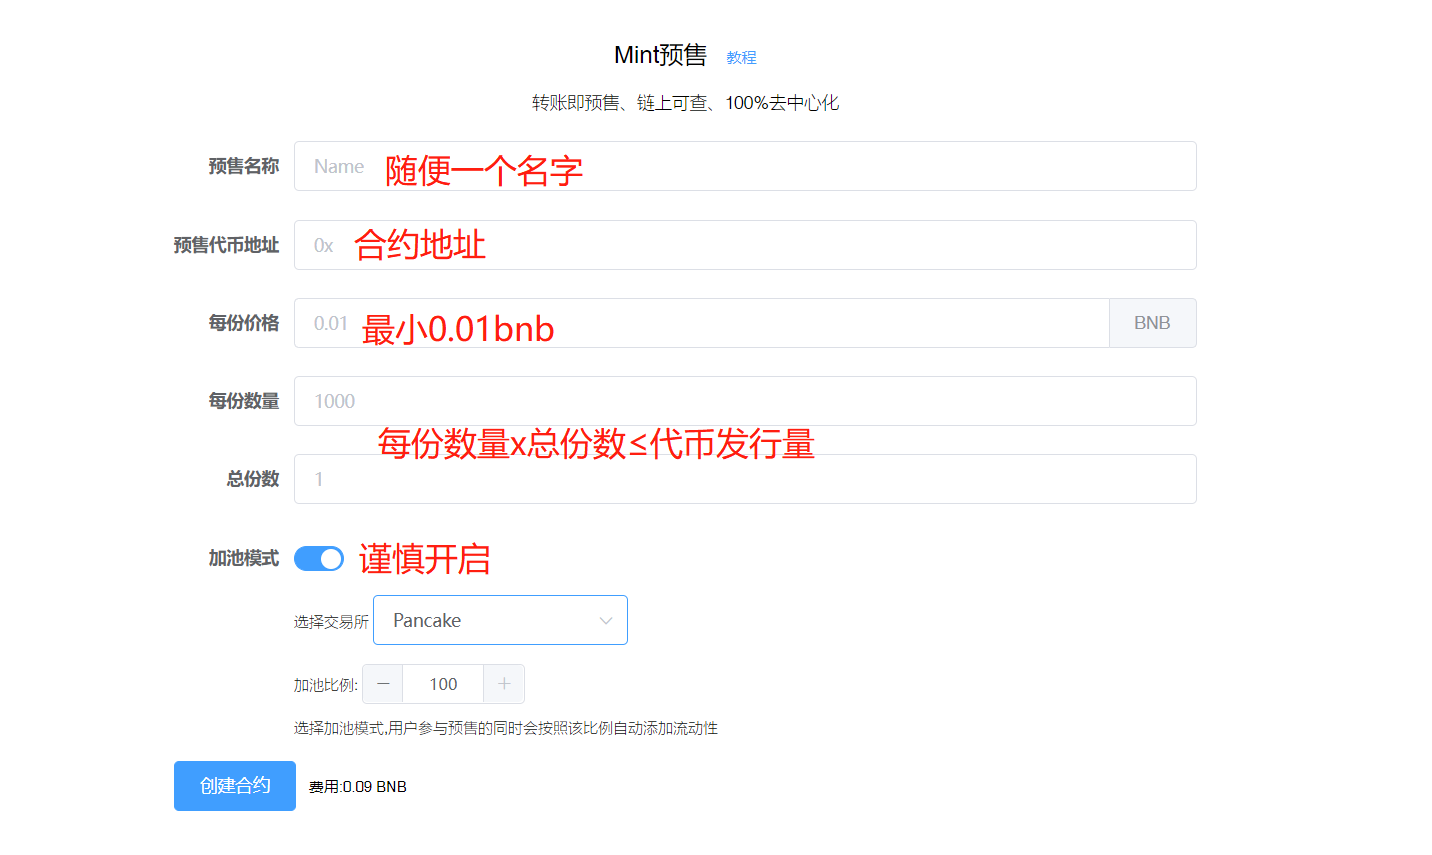 Mint预售 教程
转账即预售、链上可查、100%去中心化
预售名称 Name 随便一个名字
预售代币地址 0x 合约地址
每份价格 0.01 最小0.01bnb BNB
每份数量 1000
每份数量x总份数≤代币发行量
总份数 1
加池模式 谨慎开启
选择交易所 Pancake
加池比例: 100
选择加池模式,用户参与预售的同时会按照该比例自动添加流动性
创建合约 费用:0.09 BNB